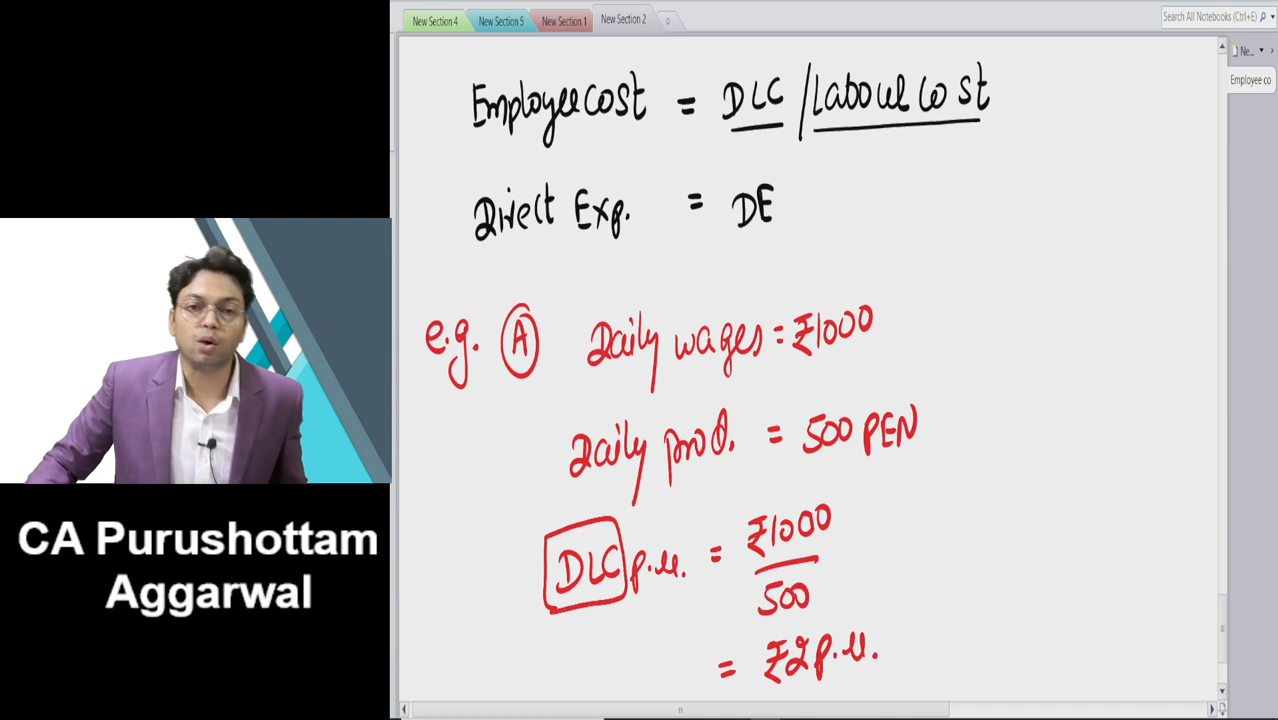 New Section 4
New Section 5
New Section 1
New Section 2
Search All Notebooks (Ctrl+E)
Ne...
Employee co
Employee cost = DLC / Labour cost
Direct Exp. = DE
e.g. (A) Daily wages = ₹1000
Daily prod. = 500 PEN
DLC p.u. = ₹1000
500
= ₹2 p.u.
CA Purushottam
Aggarwal